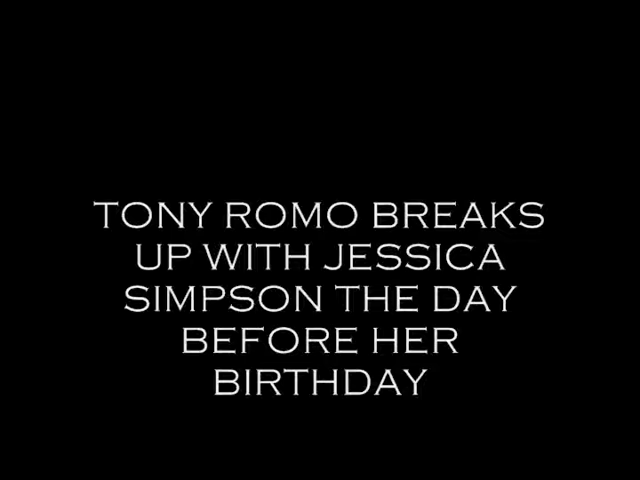 TONY ROMO BREAKS
UP WITH JESSICA
SIMPSON THE DAY
BEFORE HER
BIRTHDAY